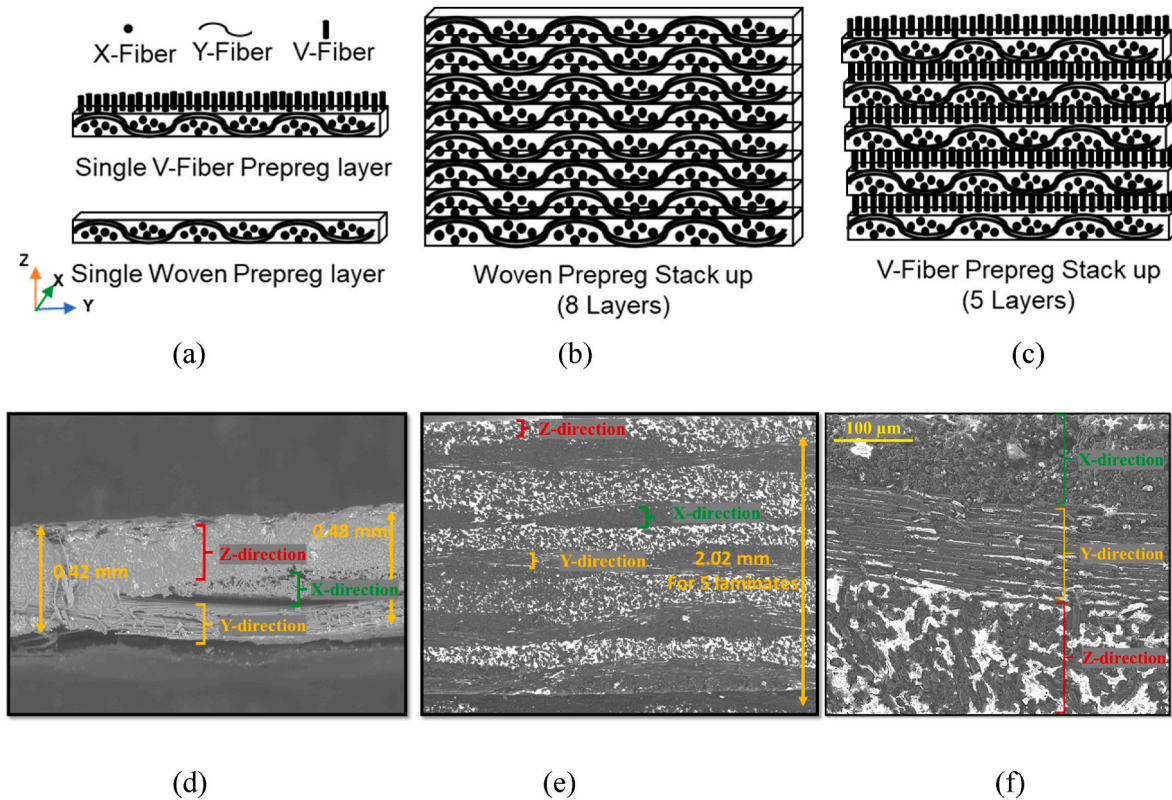 X-Fiber Y-Fiber V-Fiber
Single V-Fiber Prepreg layer
Single Woven Prepreg layer
Z
X
Y
(a)
Woven Prepreg Stack up
(8 Layers)
(b)
V-Fiber Prepreg Stack up
(5 Layers)
(c)
0.42 mm
Z-direction
0.48 mm
X-direction
Y-direction
(d)
Z-direction
X-direction
Y-direction
2.02 mm
For 5 laminates
(e)
100 µm
X-direction
Y-direction
Z-direction
(f)